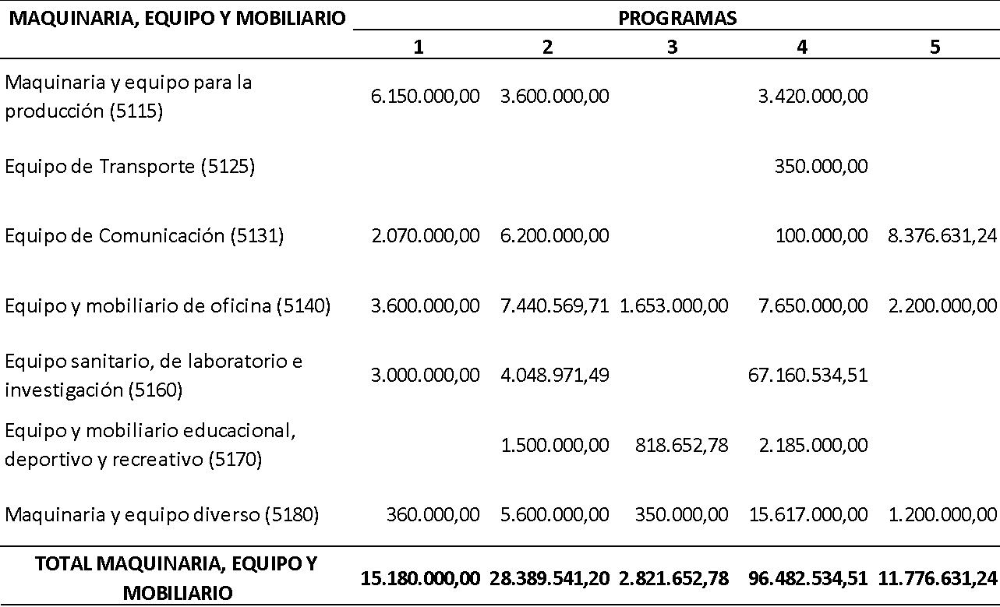 MAQUINARIA, EQUIPO Y MOBILIARIO PROGRAMAS
1 2 3 4 5
Maquinaria y equipo para la
producción (5115) 6.150.000,00 3.600.000,00 3.420.000,00
Equipo de Transporte (5125) 350.000,00
Equipo de Comunicación (5131) 2.070.000,00 6.200.000,00 100.000,00 8.376.631,24
Equipo y mobiliario de oficina (5140) 3.600.000,00 7.440.569,71 1.653.000,00 7.650.000,00 2.200.000,00
Equipo sanitario, de laboratorio e
investigación (5160) 3.000.000,00 4.048.971,49 67.160.534,51
Equipo y mobiliario educacional,
deportivo y recreativo (5170) 1.500.000,00 818.652,78 2.185.000,00
Maquinaria y equipo diverso (5180) 360.000,00 5.600.000,00 350.000,00 15.617.000,00 1.200.000,00
TOTAL MAQUINARIA, EQUIPO Y
MOBILIARIO 15.180.000,00 28.389.541,20 2.821.652,78 96.482.534,51 11.776.631,24